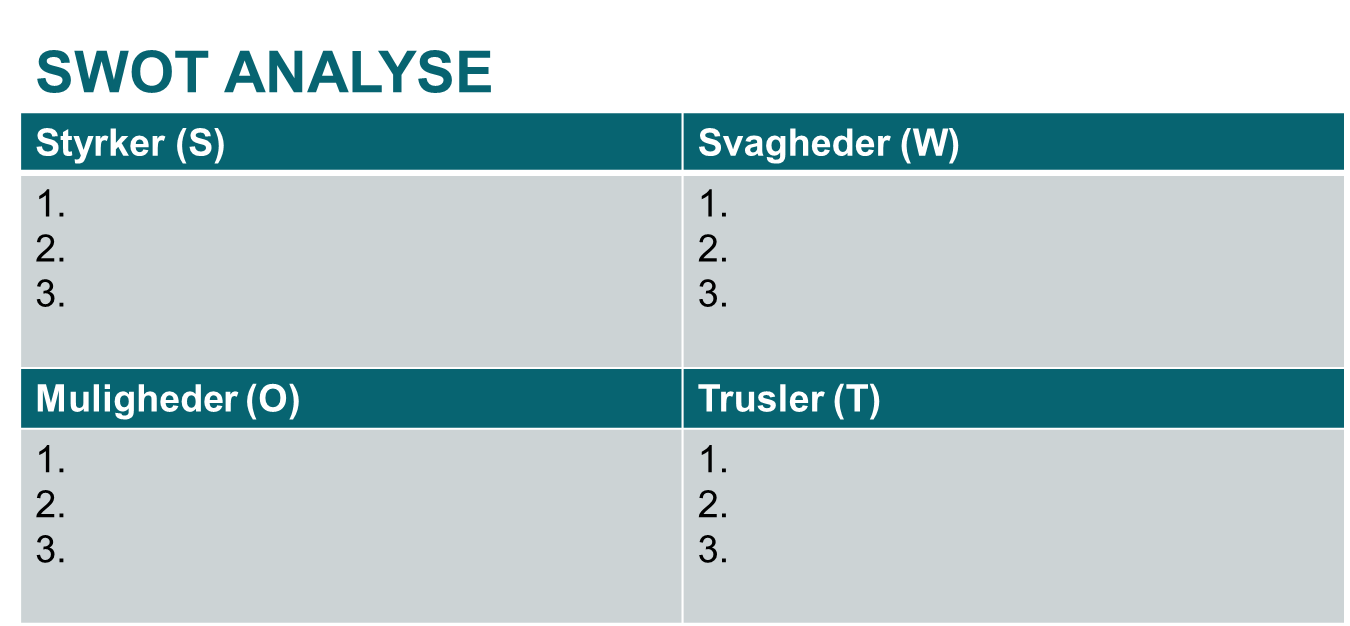 SWOT ANALYSE
Styrker (S)
1.
2.
3.
Svagheder (W)
1.
2.
3.
Muligheder (O)
1.
2.
3.
Trusler (T)
1.
2.
3.